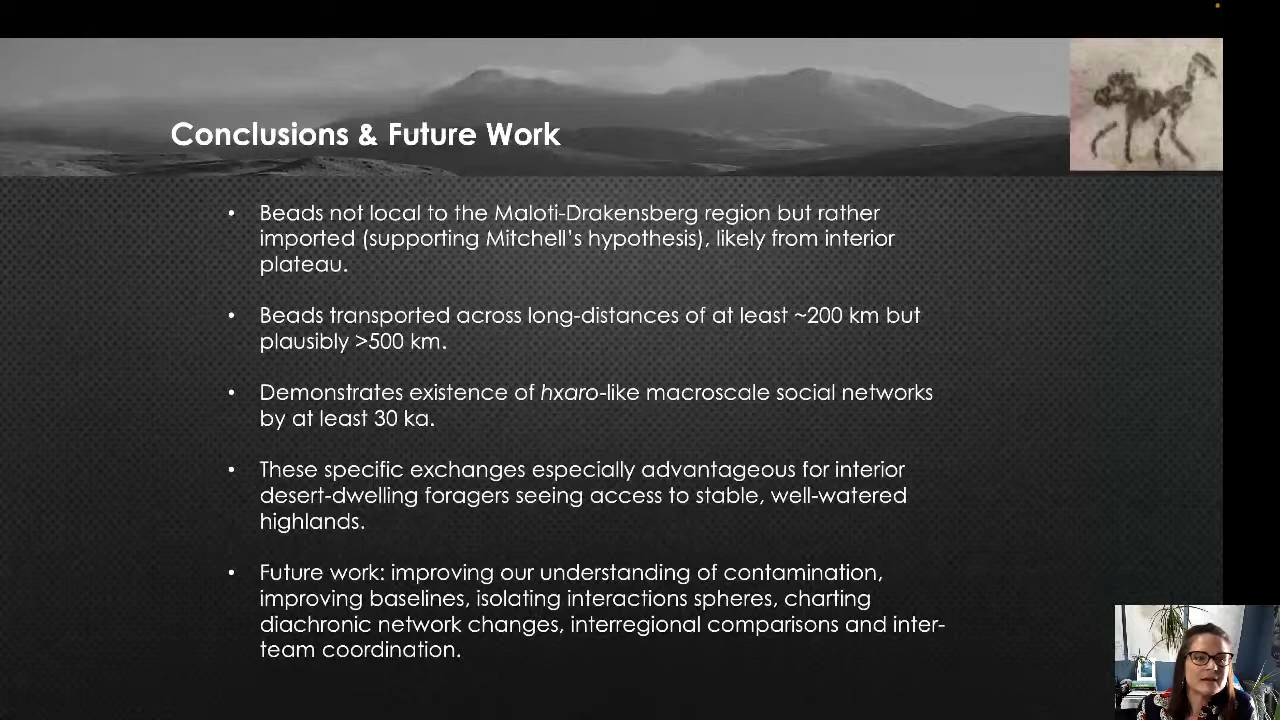 Conclusions & Future Work
• Beads not local to the Maloti-Drakensberg region but rather
imported (supporting Mitchell's hypothesis), likely from interior
plateau.
• Beads transported across long-distances of at least ~200 km but
plausibly >500 km.
• Demonstrates existence of hxaro-like macroscale social networks
by at least 30 ka.
• These specific exchanges especially advantageous for interior
desert-dwelling foragers seeing access to stable, well-watered
highlands.
• Future work: improving our understanding of contamination,
improving baselines, isolating interactions spheres, charting
diachronic network changes, interregional comparisons and inter-
team coordination.